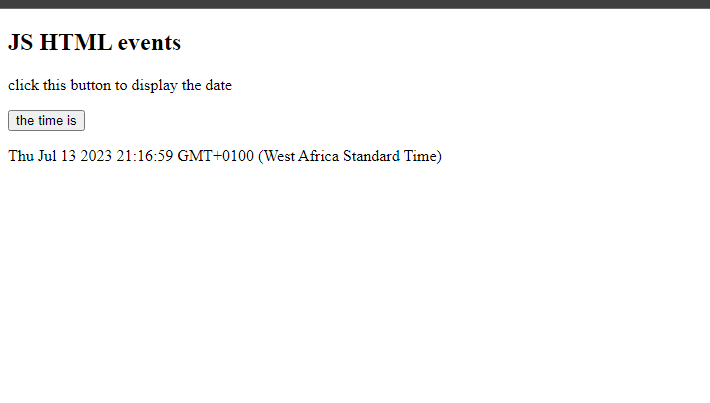 JS HTML events
click this button to display the date
the time is
Thu Jul 13 2023 21:16:59 GMT+0100 (West Africa Standard Time)